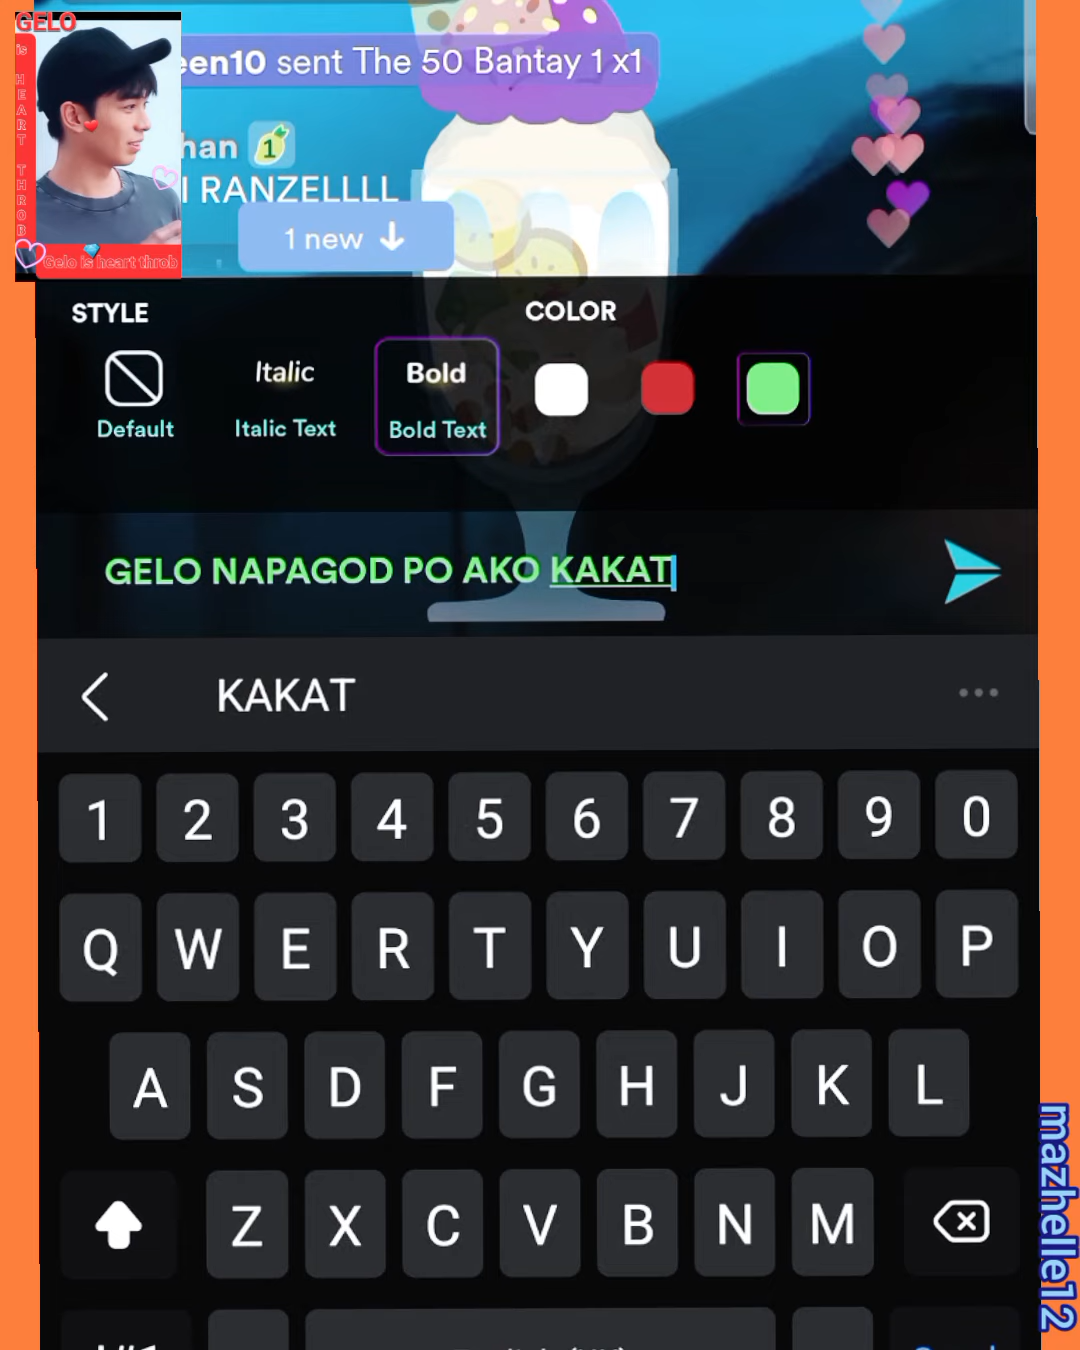 GELO
is HEART THROB
Gelo is heart throb
een10 sent The 50 Bantay 1 x1
han 1
I RANZELLLL
1 new
STYLE
COLOR
Italic
Bold
Default
Italic Text
Bold Text
GELO NAPAGOD PO AKO KAKAT
KAKAT
1 2 3 4 5 6 7 8 9 0
Q W E R T Y U I O P
A S D F G H J K L
Z X C V B N M
mazhelle12